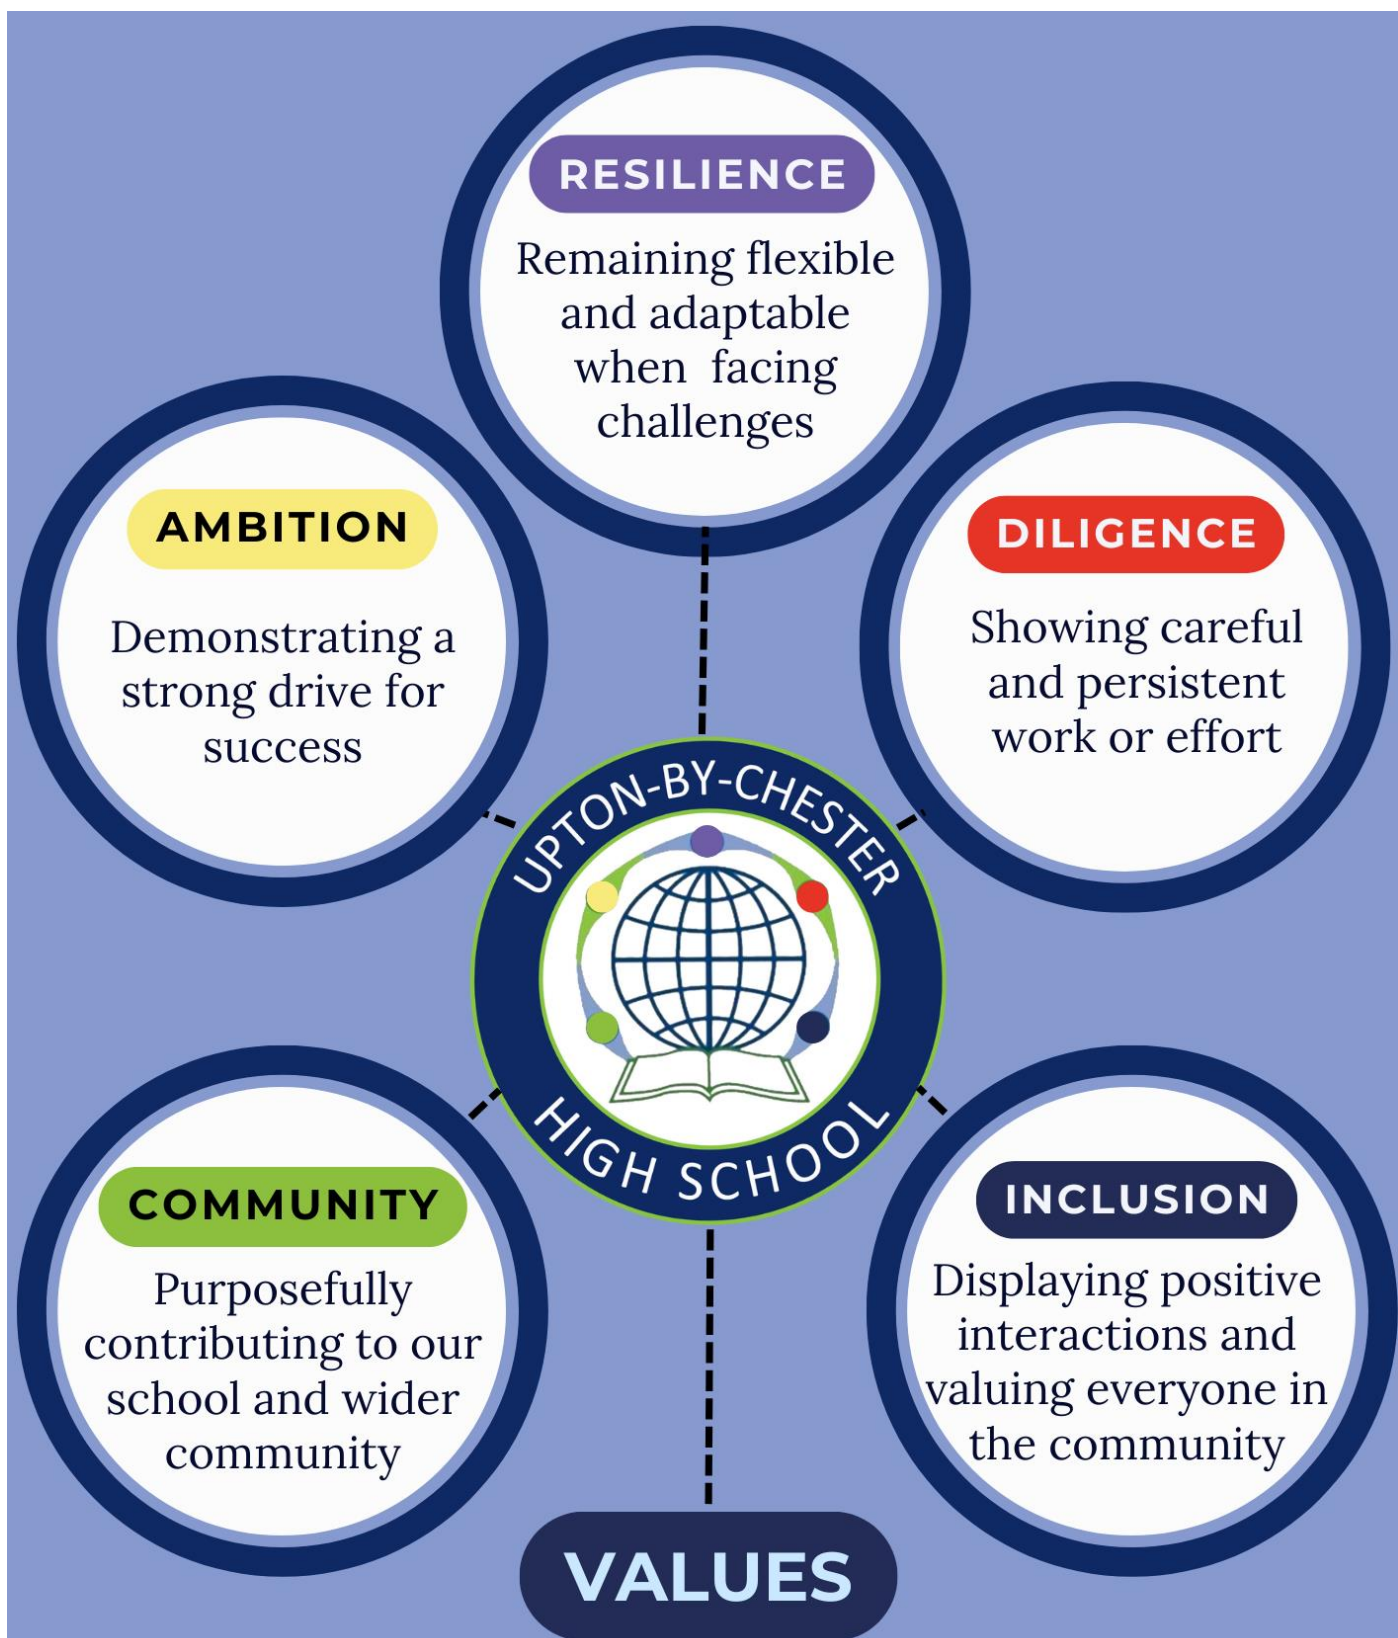 RESILIENCE
Remaining flexible
and adaptable
when facing
challenges
AMBITION
Demonstrating a
strong drive for
success
DILIGENCE
Showing careful
and persistent
work or effort
UPTON-BY-CHESTER
HIGH SCHOOL
COMMUNITY
Purposefully
contributing to our
school and wider
community
INCLUSION
Displaying positive
interactions and
valuing everyone in
the community
VALUES